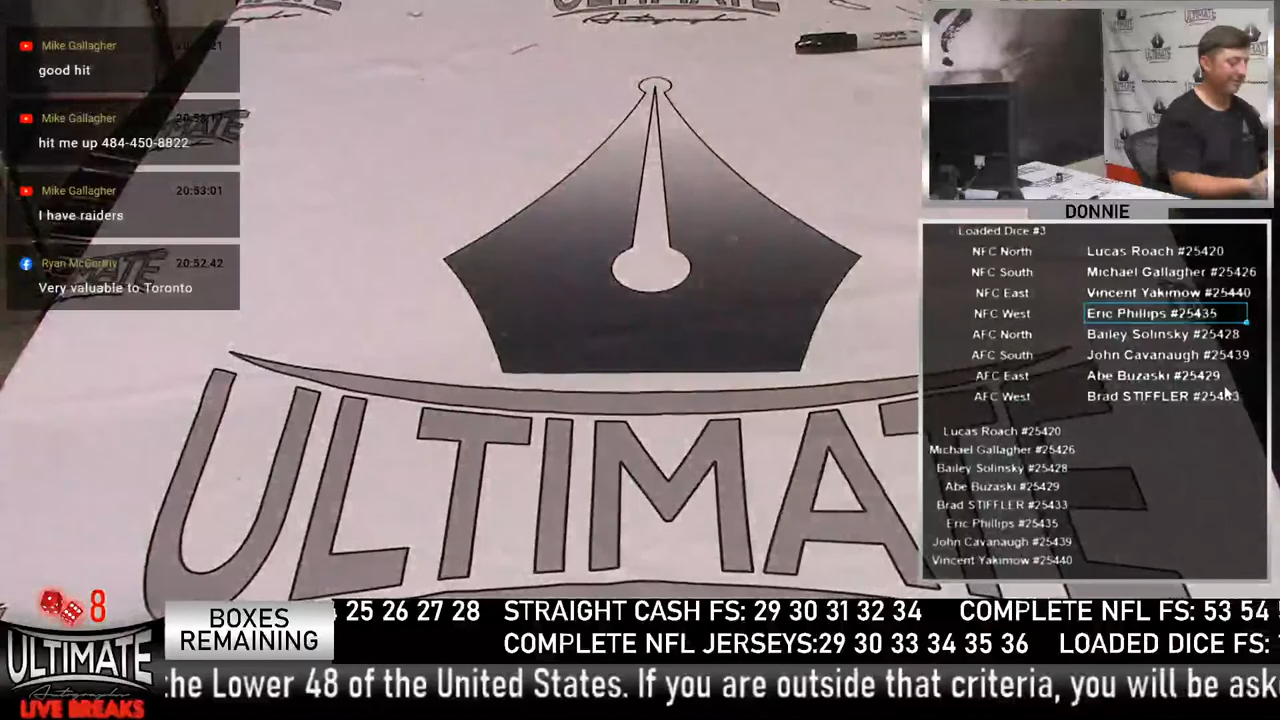 ULTIMATE
Autographs
ULTIMATE
Mike Gallagher
good hit
Mike Gallagher
hit me up 484-450-8822
Mike Gallagher 20:53:01
I have raiders
20:52:42
Very valuable to Toronto
DONNIE
Loaded Dice #3
NFC North Lucas Roach #25420
NFC South Michael Gallagher #25426
NFC East Vincent Yakimow #25440
NFC West Eric Phillips #25435
AFC North Bailey Solinsky #25428
AFC South John Cavanaugh #25439
AFC East Abe Buzaski #25429
AFC West Brad STIFFLER #25433
Lucas Roach #25420
Michael Gallagher #25426
Bailey Solinsky #25428
Abe Buzaski #25429
Brad STIFFLER #25433
Eric Phillips #25435
John Cavanaugh #25439
Vincent Yakimow #25440
ULTIMATE
8
BOXES REMAINING
25 26 27 28 STRAIGHT CASH FS: 29 30 31 32 34 COMPLETE NFL FS: 53 54
COMPLETE NFL JERSEYS:29 30 33 34 35 36 LOADED DICE FS:
ULTIMATE
Autographs
LIVE BREAKS
the Lower 48 of the United States. If you are outside that criteria, you will be ask